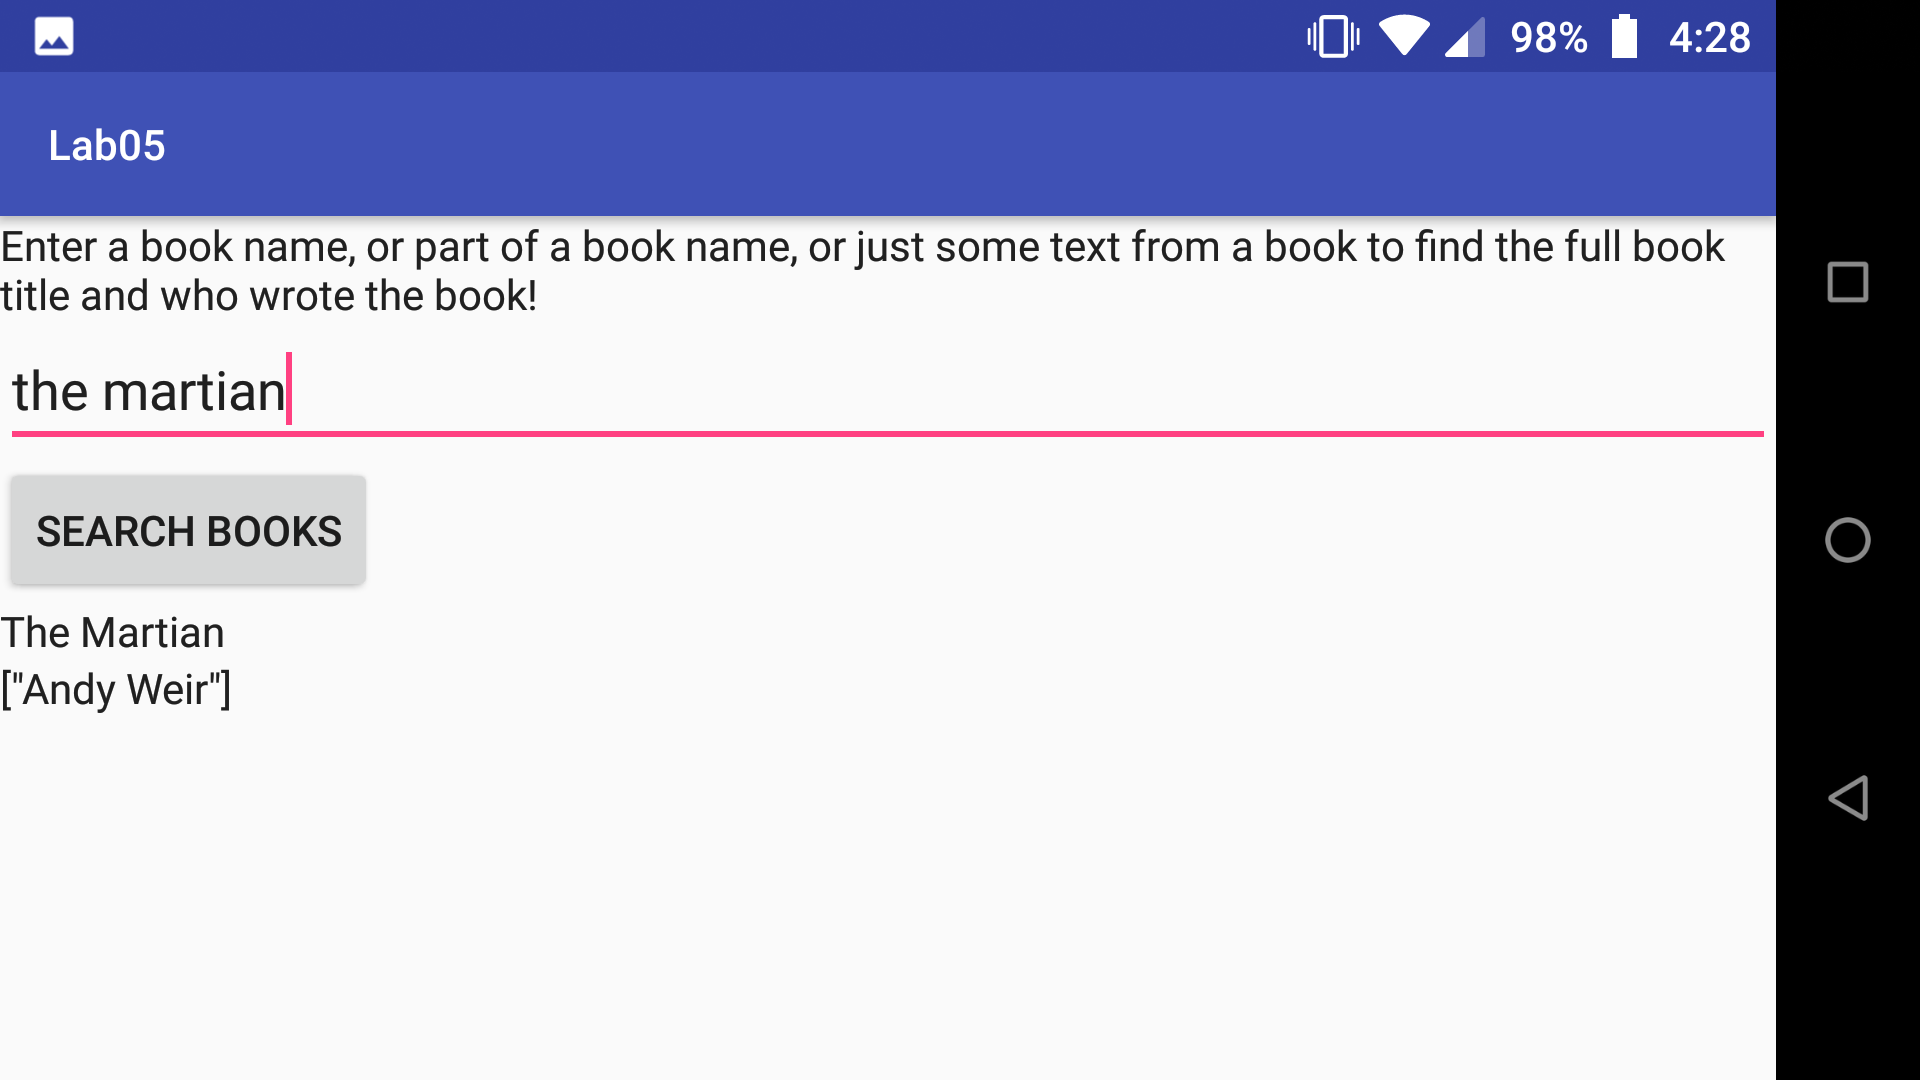 98% 4:28
Lab05
Enter a book name, or part of a book name, or just some text from a book to find the full book
title and who wrote the book!
the martian
SEARCH BOOKS
The Martian
["Andy Weir"]